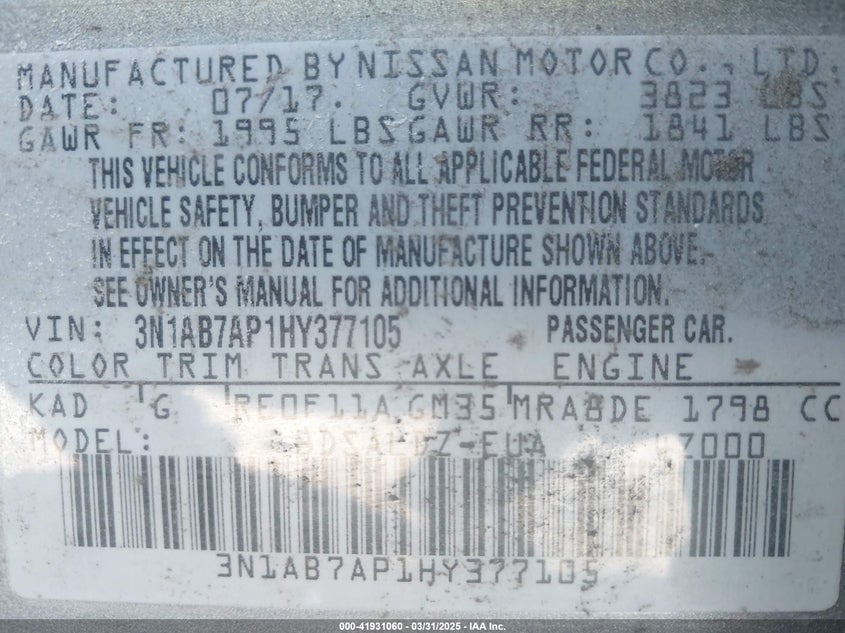 MANUFACTURED BY NISSAN MOTOR CO., LTD.
DATE: 07/17. GVWR: 3823 LBS
GAWR FR: 1995 LBS GAWR RR: 1841 LBS
THIS VEHICLE CONFORMS TO ALL APPLICABLE FEDERAL MOTOR
VEHICLE SAFETY, BUMPER AND THEFT PREVENTION STANDARDS
IN EFFECT ON THE DATE OF MANUFACTURE SHOWN ABOVE.
SEE OWNER'S MANUAL FOR ADDITIONAL INFORMATION.
VIN: 3N1AB7AP1HY377105 PASSENGER CAR.
COLOR TRIM TRANS AXLE ENGINE
KAD G RE0F11A GM35 MRA8DE 1798 CC
MODEL:
3N1AB7AP1HY377105
000-41931060 - 03/31/2025 - IAA Inc.